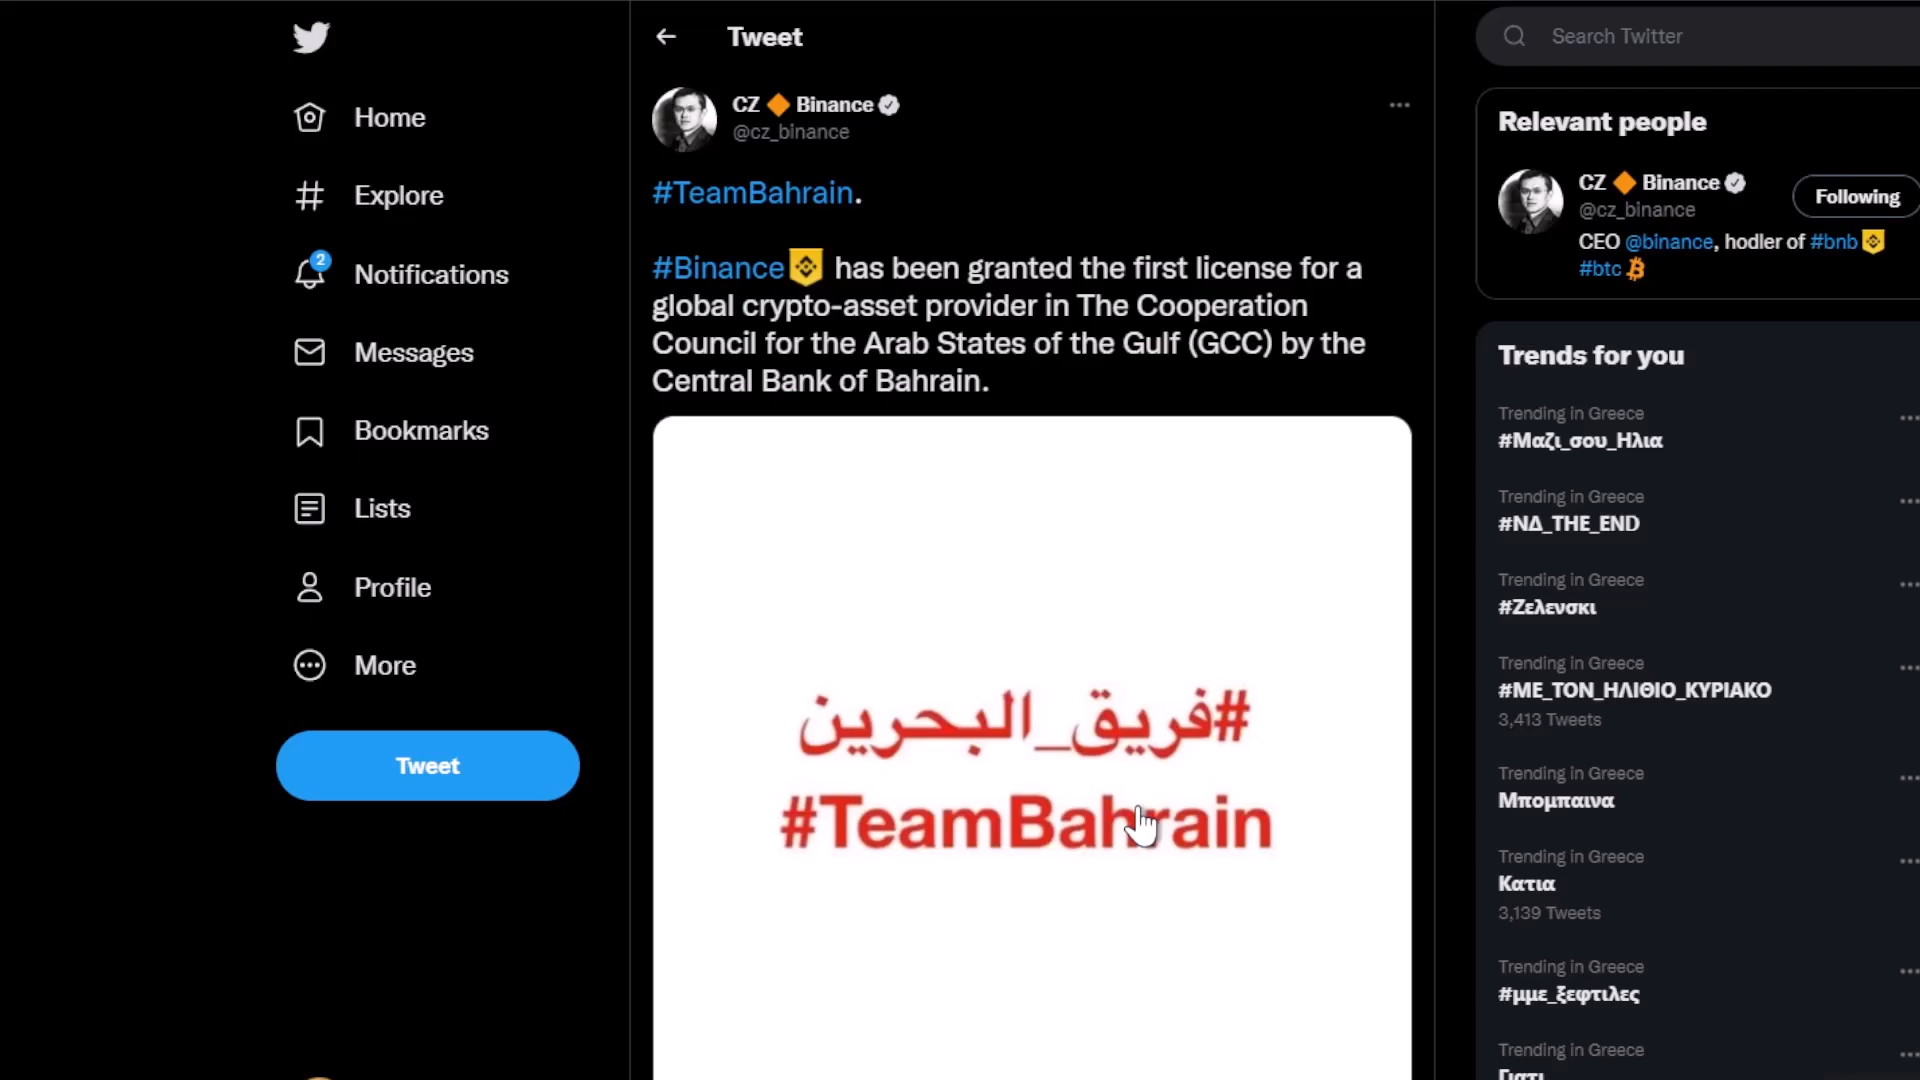 Home
Explore
2
Notifications
Messages
Bookmarks
Lists
Profile
More
Tweet
Tweet
CZ 🔶 Binance
@cz_binance
#TeamBahrain.
#Binance has been granted the first license for a
global crypto-asset provider in The Cooperation
Council for the Arab States of the Gulf (GCC) by the
Central Bank of Bahrain.
#فريق_البحرين
#TeamBahrain
Search Twitter
Relevant people
CZ 🔶 Binance
@cz_binance
Following
CEO @binance, hodler of #bnb
#btc
Trends for you
Trending in Greece
#Μαζι_σου_Ηλια
Trending in Greece
#ΝΔ_THE_END
Trending in Greece
#Ζελενσκι
Trending in Greece
#ΜΕ_ΤΟΝ_ΗΛΙΘΙΟ_ΚΥΡΙΑΚΟ
3,413 Tweets
Trending in Greece
Μπομπαινα
Trending in Greece
Κατια
3,139 Tweets
Trending in Greece
#μμε_ξεφτιλες
Trending in Greece
Γιατι